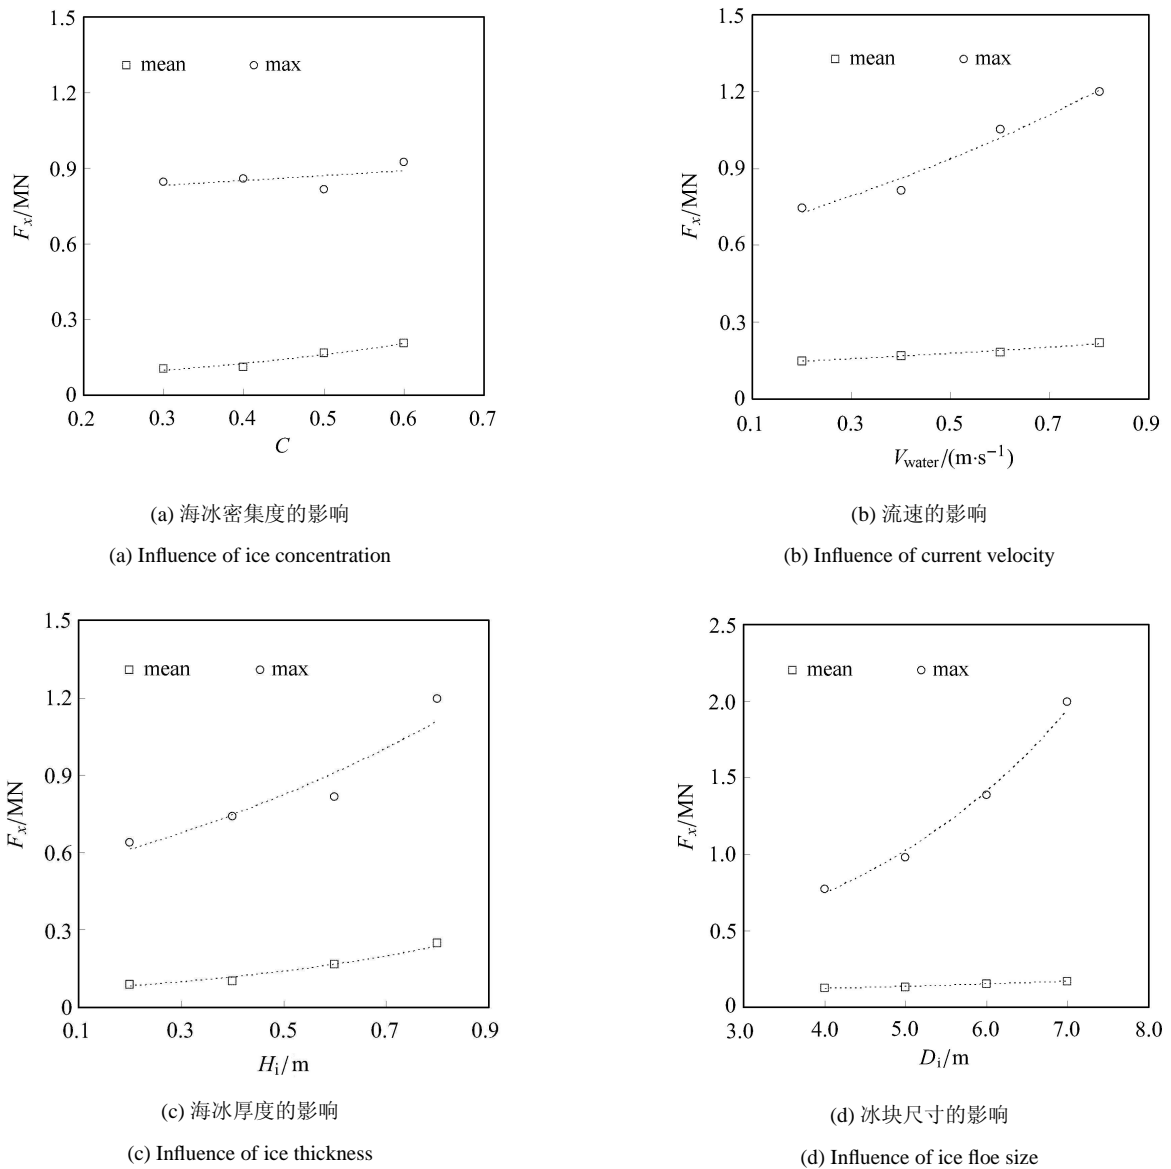 1.5
1.2
0.9
0.6
0.3
0
mean max
F_x/MN
0.2 0.3 0.4 0.5 0.6 0.7
C
(a) 海冰密集度的影响
(a) Influence of ice concentration
1.5
1.2
0.9
0.6
0.3
0
mean max
F_x/MN
0.1 0.3 0.5 0.7 0.9
V_water/(m·s⁻¹)
(b) 流速的影响
(b) Influence of current velocity
1.5
1.2
0.9
0.6
0.3
0
mean max
F_x/MN
0.1 0.3 0.5 0.7 0.9
H_i/m
(c) 海冰厚度的影响
(c) Influence of ice thickness
2.5
2.0
1.5
1.0
0.5
0
mean max
F_x/MN
3.0 4.0 5.0 6.0 7.0 8.0
D_i/m
(d) 冰块尺寸的影响
(d) Influence of ice floe size